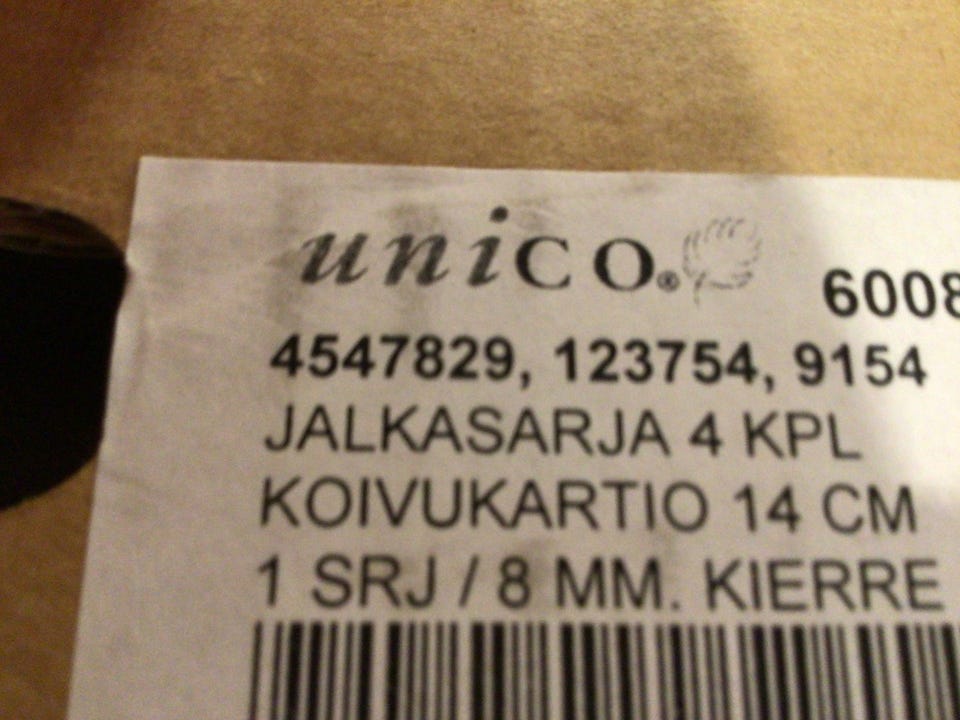 unico®
6008
4547829, 123754, 9154
JALKASARJA 4 KPL
KOIVUKARTIO 14 CM
1 SRJ / 8 MM. KIERRE